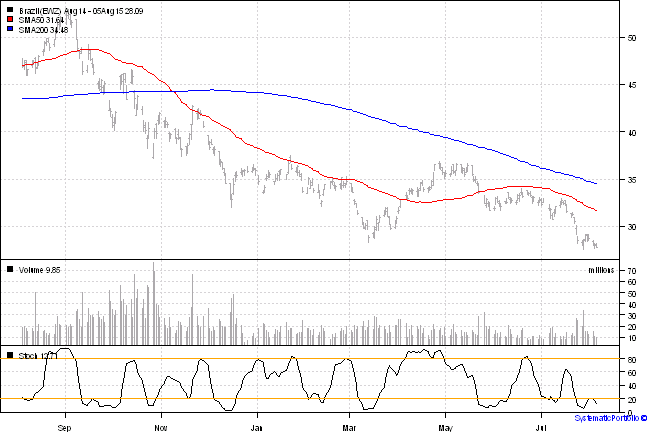 Brazil(EWZ) Aug14 - 05Aug15 28.09
SMA50 31.64
SMA200 34.48
50
45
40
35
30
Volume 9.85
millions
70
60
50
40
30
20
10
Stoch
80
60
40
20
0
Sep
Nov
Jan
Mar
May
Jul
SystematicPortfolio ©